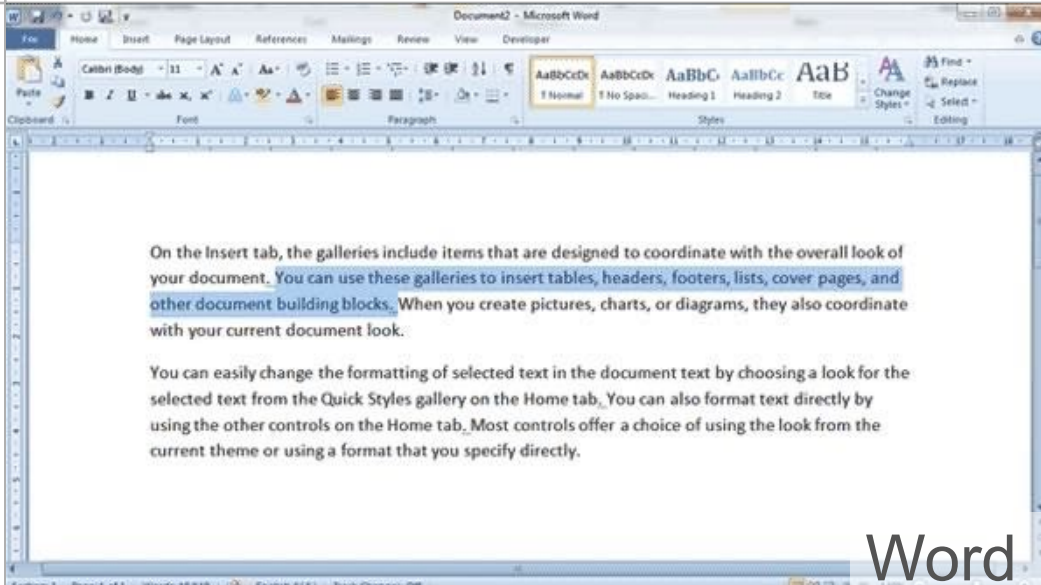 Document2 - Microsoft Word
File Home Insert Page Layout References Mailings Review View Developer
Paste
Calibri (Body) 11
AaBbCcDc AaBbCcDc AaBbC AaBbCc AaB
¶ Normal ¶ No Spaci... Heading 1 Heading 2 Title
Change Styles
Find
Replace
Select
Clipboard Font Paragraph Styles Editing
On the Insert tab, the galleries include items that are designed to coordinate with the overall look of
your document. You can use these galleries to insert tables, headers, footers, lists, cover pages, and
other document building blocks. When you create pictures, charts, or diagrams, they also coordinate
with your current document look.
You can easily change the formatting of selected text in the document text by choosing a look for the
selected text from the Quick Styles gallery on the Home tab. You can also format text directly by
using the other controls on the Home tab. Most controls offer a choice of using the look from the
current theme or using a format that you specify directly.
Word